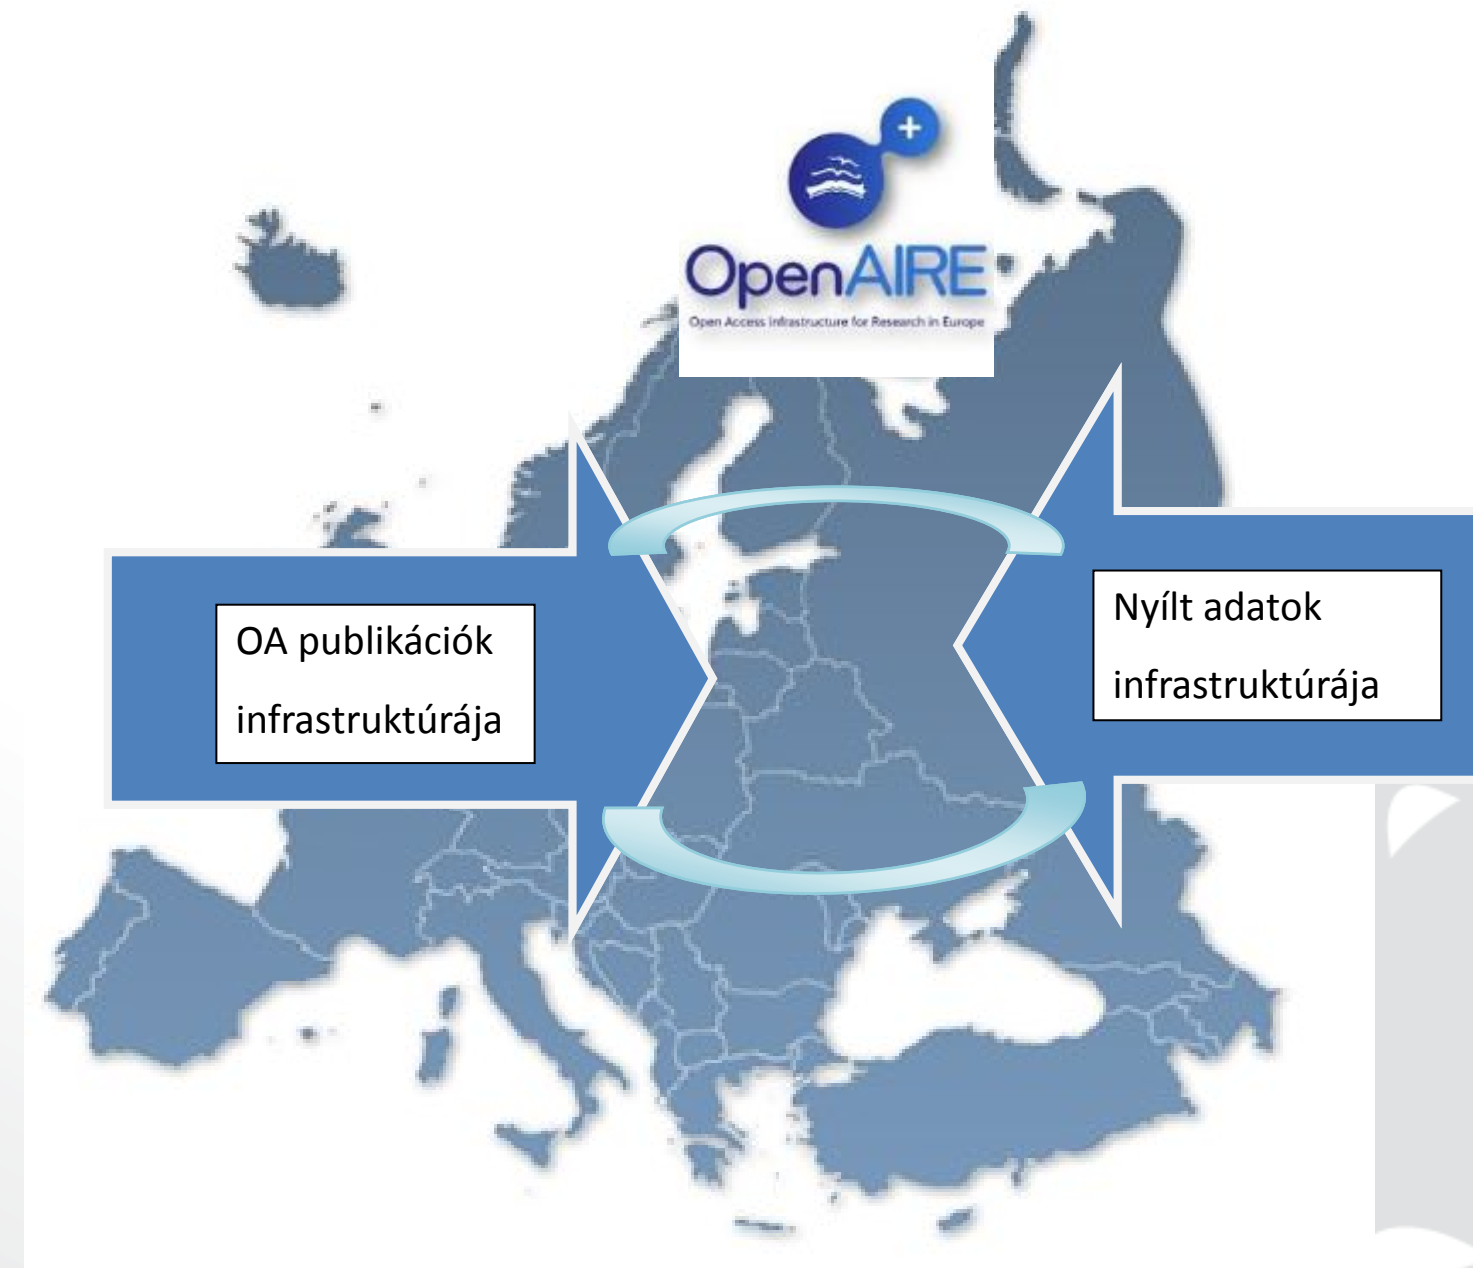 +
OpenAIRE
Open Access Infrastructure for Research in Europe
OA publikációk
infrastruktúrája
Nyílt adatok
infrastruktúrája